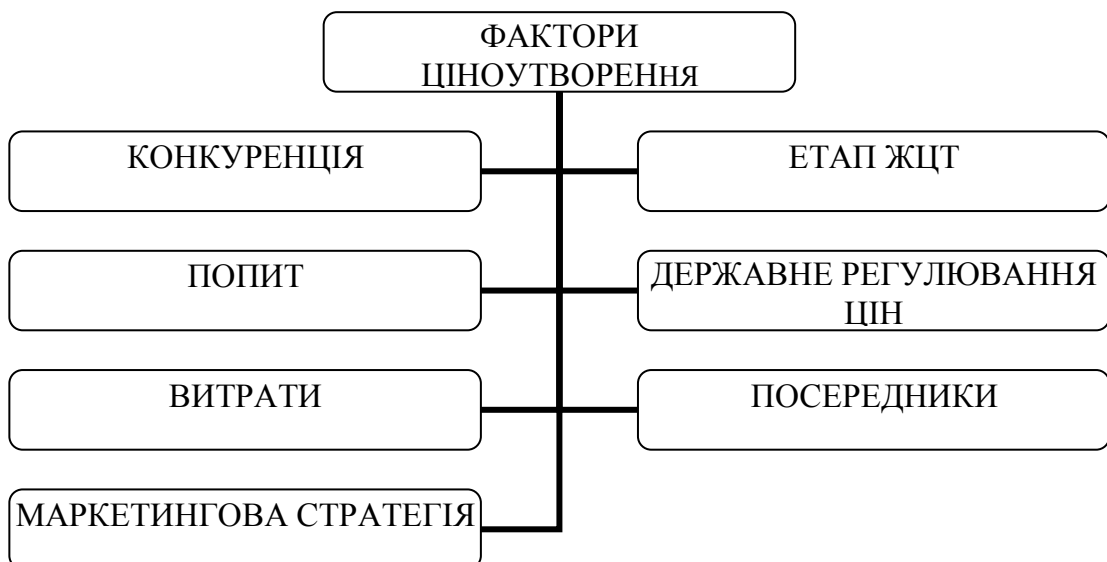 ФАКТОРИ
ЦІНОУТВОРЕНнЯ
КОНКУРЕНЦІЯ
ЕТАП ЖЦТ
ПОПИТ
ДЕРЖАВНЕ РЕГУЛЮВАННЯ
ЦІН
ВИТРАТИ
ПОСЕРЕДНИКИ
МАРКЕТИНГОВА СТРАТЕГІЯ